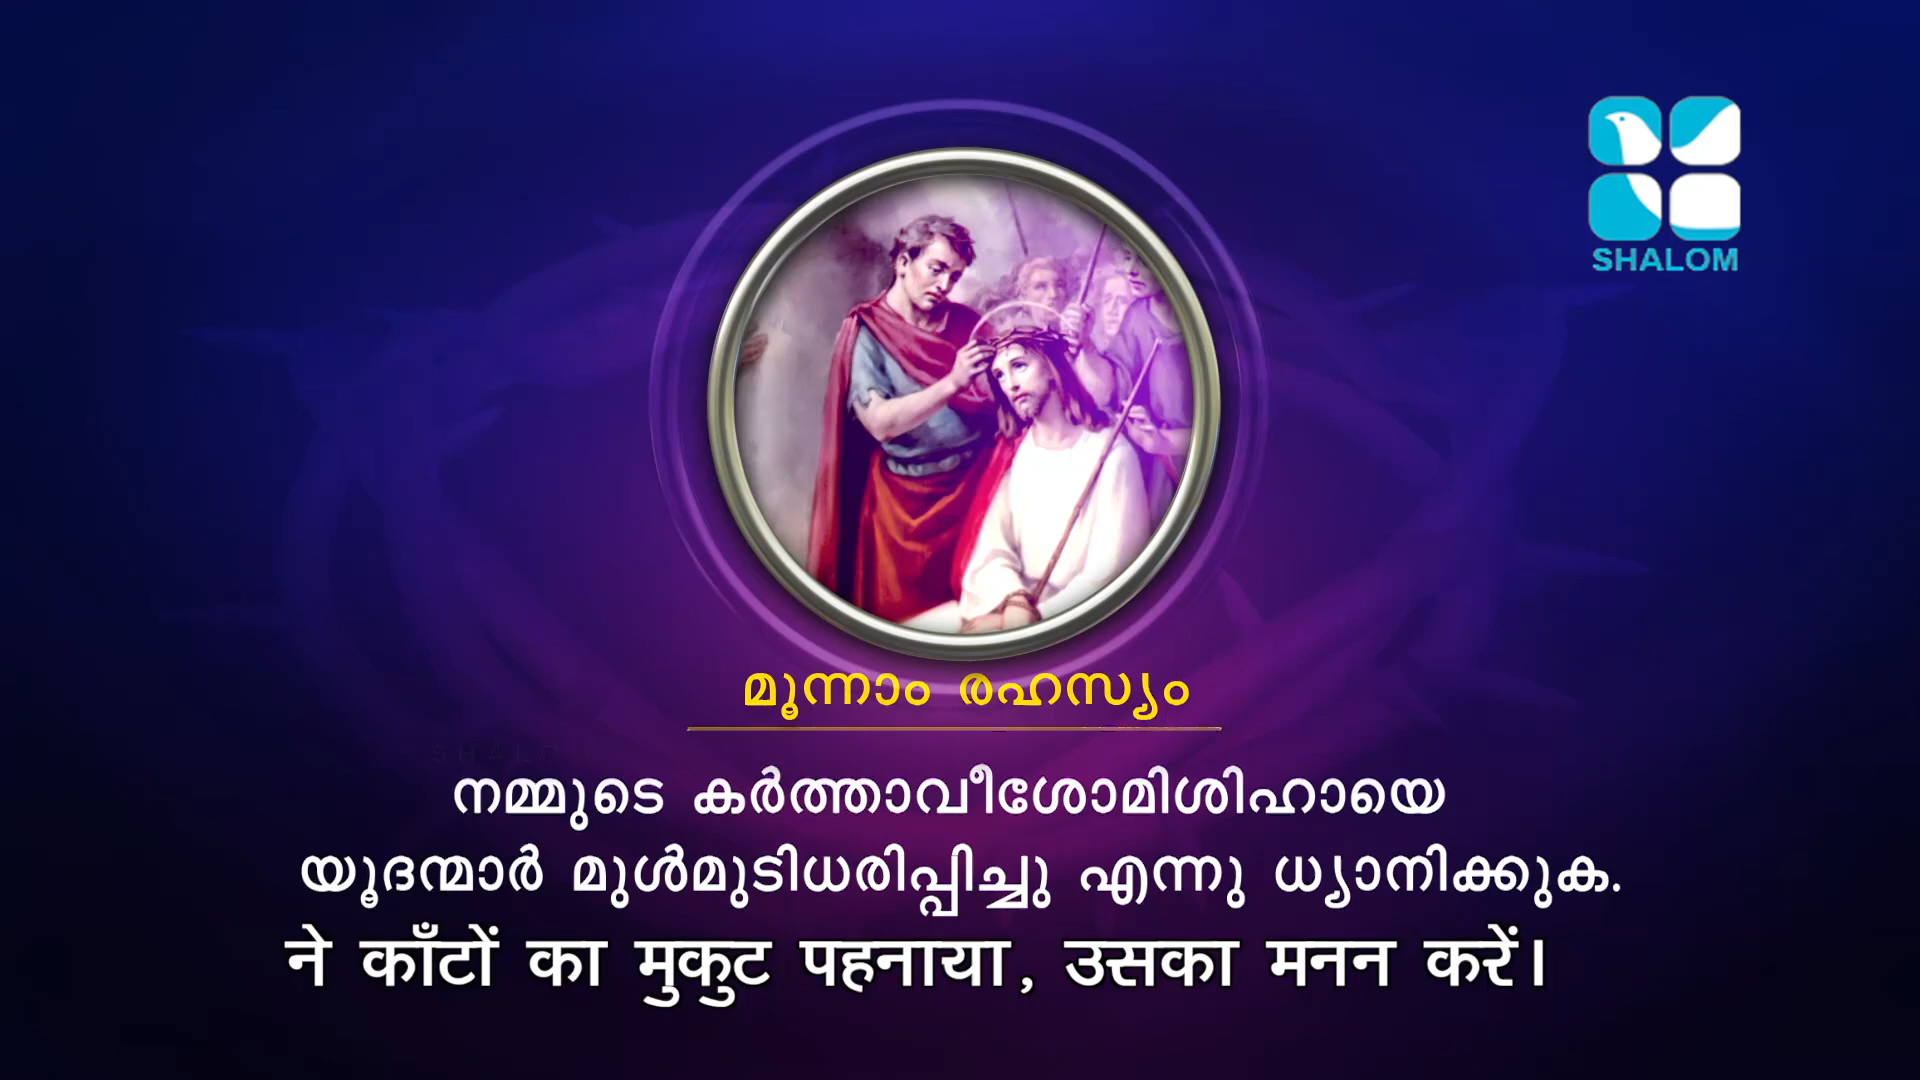 SHALOM
മൂന്നാം രഹസ്യം
നമ്മുടെ കർത്താവീശോമിശിഹായെ
യൂദന്മാർ മുൾമുടിധരിപ്പിച്ചു എന്നു ധ്യാനിക്കുക.
ने काँटों का मुकुट पहनाया, उसका मनन करें।